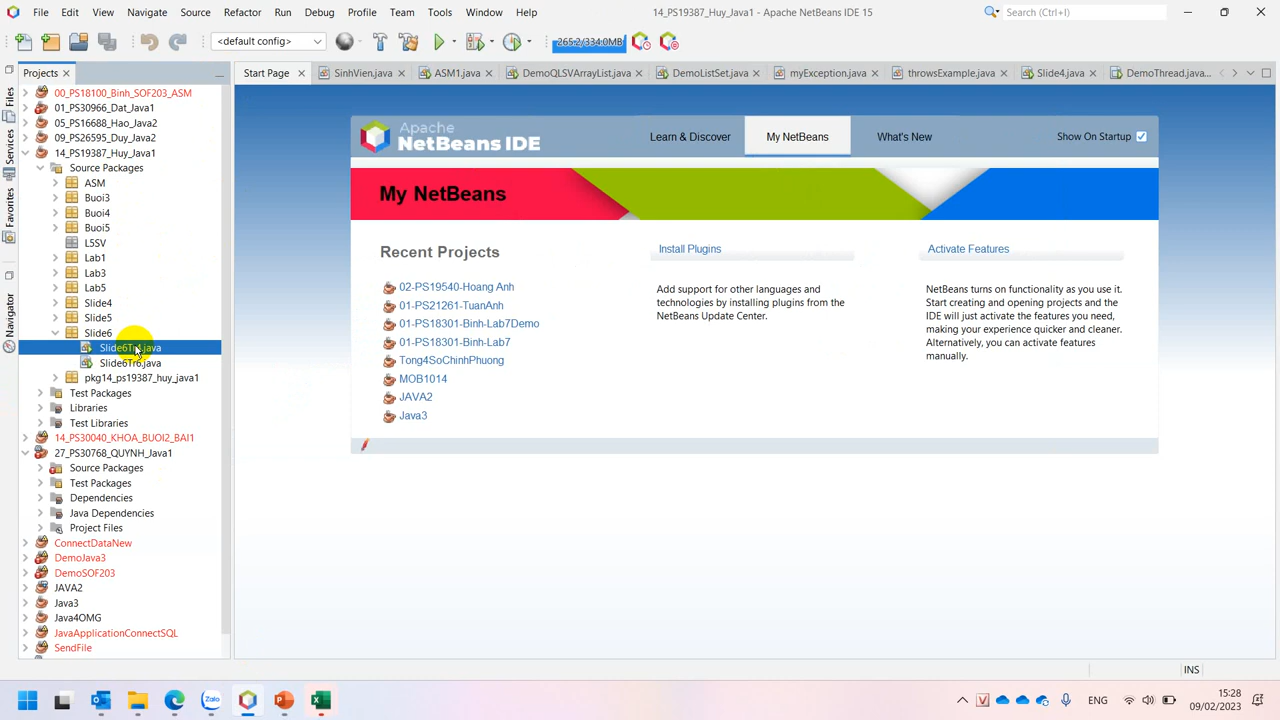 File Edit View Navigate Source Refactor Run Debug Profile Team Tools Window Help
14_PS19387_Huy_Java1 - Apache NetBeans IDE 15
Search (Ctrl+I)
<default config>
265.2/334.0MB
Projects
Start Page
SinhVien.java
ASM1.java
DemoQLSVArrayList.java
DemoListSet.java
myException.java
throwsExample.java
Slide4.java
DemoThread.java...
Files
Services
Favorites
Navigator
00_PS18100_Binh_SOF203_ASM
01_PS30966_Dat_Java1
05_PS16688_Hao_Java2
09_PS26595_Duy_Java2
14_PS19387_Huy_Java1
Source Packages
ASM
Buoi3
Buoi4
Buoi5
L5SV
Lab1
Lab3
Lab5
Slide4
Slide5
Slide6
Slide6Tr6.java
pkg14_ps19387_huy_java1
Test Packages
Libraries
Test Libraries
14_PS30040_KHOA_BUOI2_BAI1
27_PS30768_QUYNH_Java1
Source Packages
Test Packages
Dependencies
Java Dependencies
Project Files
ConnectDataNew
DemoJava3
DemoSOF203
JAVA2
Java3
Java4OMG
JavaApplicationConnectSQL
SendFile
Apache
NetBeans IDE
Learn & Discover
My NetBeans
What's New
Show On Startup
My NetBeans
Recent Projects
02-PS19540-Hoang Anh
01-PS21261-TuanAnh
01-PS18301-Binh-Lab7Demo
01-PS18301-Binh-Lab7
Tong4SoChinhPhuong
MOB1014
JAVA2
Java3
Install Plugins
Add support for other languages and
technologies by installing plugins from the
NetBeans Update Center.
Activate Features
NetBeans turns on functionality as you use it.
Start creating and opening projects and the
IDE will just activate the features you need,
making your experience quicker and cleaner.
Alternatively, you can activate features
manually.
INS
Zalo
ENG
15:28
09/02/2023